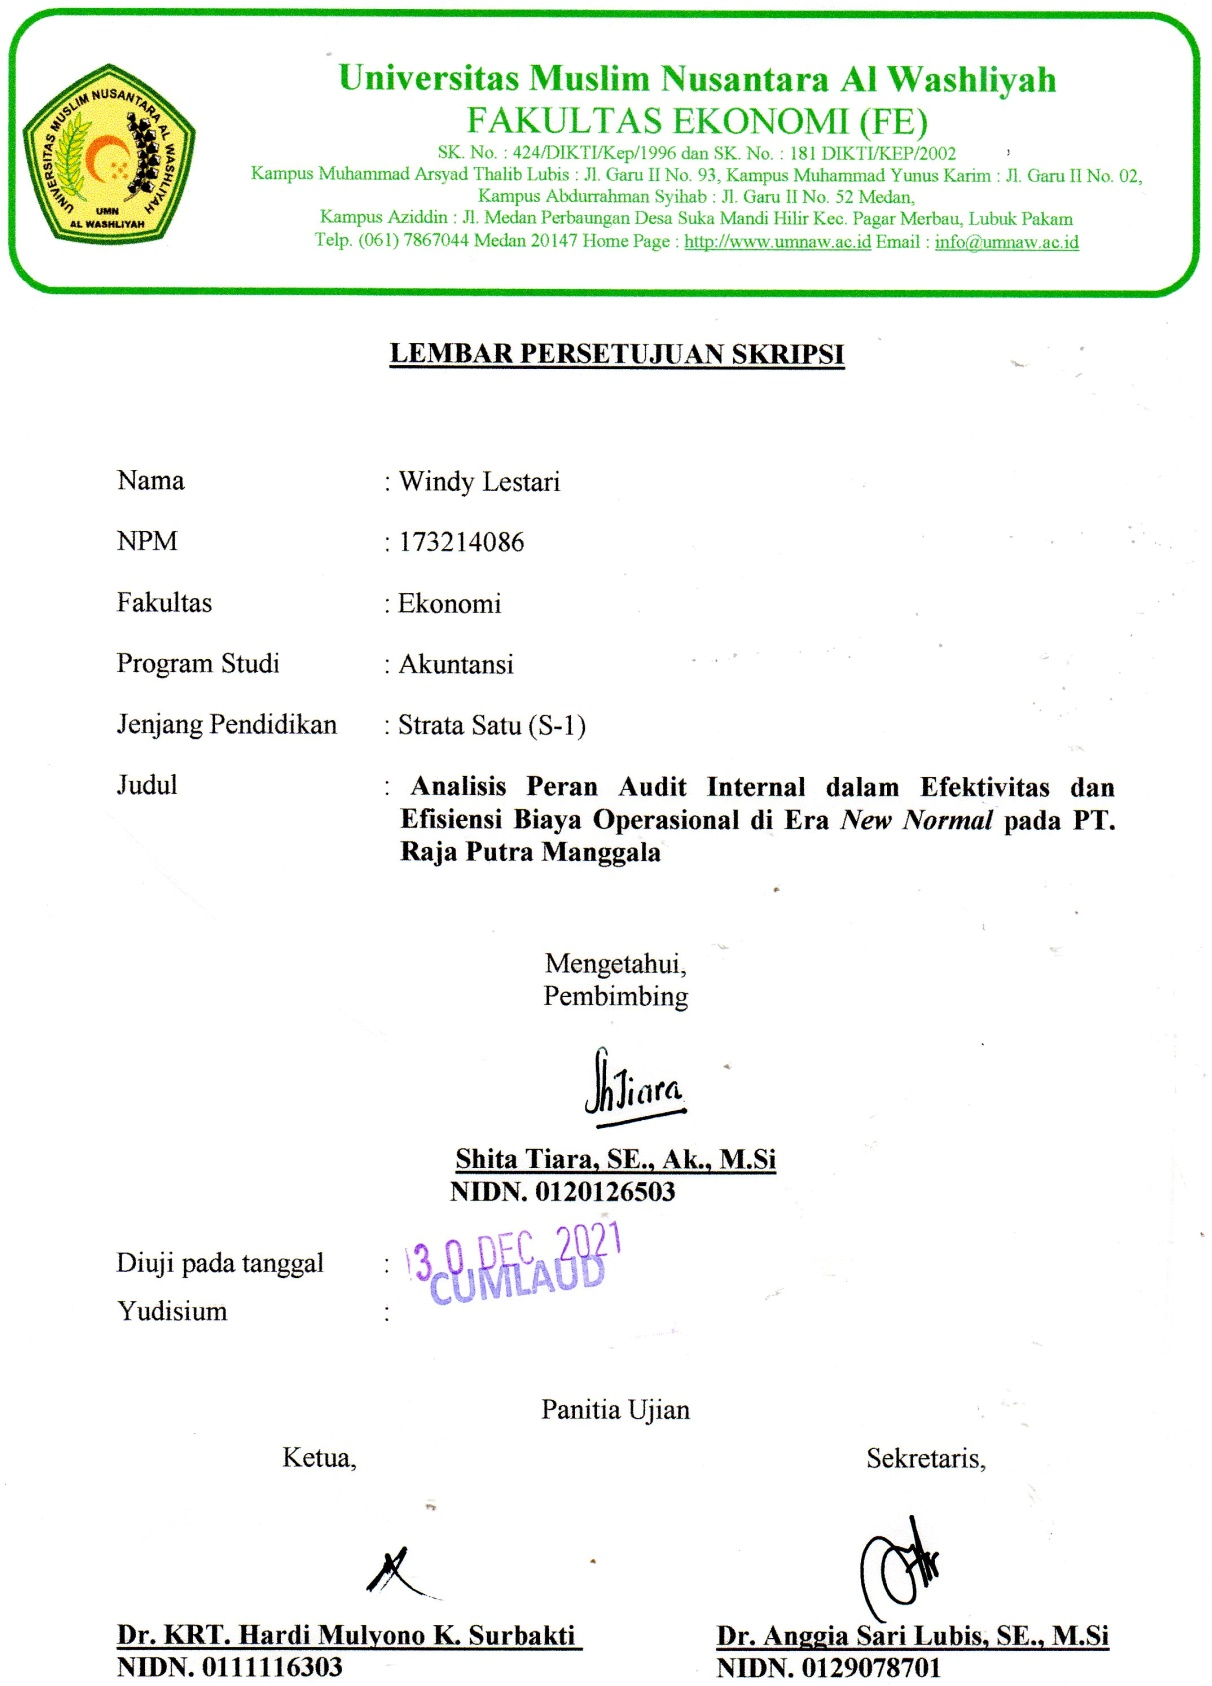 UNIVERSITAS MUSLIM NUSANTARA AL WASHLIYAH
UMN
AL WASHLIYAH
Universitas Muslim Nusantara Al Washliyah
FAKULTAS EKONOMI (FE)
SK. No. : 424/DIKTI/Kep/1996 dan SK. No. : 181 DIKTI/KEP/2002
Kampus Muhammad Arsyad Thalib Lubis : Jl. Garu II No. 93, Kampus Muhammad Yunus Karim : Jl. Garu II No. 02,
Kampus Abdurrahman Syihab : Jl. Garu II No. 52 Medan,
Kampus Aziddin : Jl. Medan Perbaungan Desa Suka Mandi Hilir Kec. Pagar Merbau, Lubuk Pakam
Telp. (061) 7867044 Medan 20147 Home Page : http://www.umnaw.ac.id Email : info@umnaw.ac.id
LEMBAR PERSETUJUAN SKRIPSI
Nama : Windy Lestari
NPM : 173214086
Fakultas : Ekonomi
Program Studi : Akuntansi
Jenjang Pendidikan : Strata Satu (S-1)
Judul : Analisis Peran Audit Internal dalam Efektivitas dan
Efisiensi Biaya Operasional di Era New Normal pada PT.
Raja Putra Manggala
Mengetahui,
Pembimbing
ShTiara
Shita Tiara, SE., Ak., M.Si
NIDN. 0120126503
Diuji pada tanggal : 30 DEC 2021
CUMLAUD
Yudisium :
Panitia Ujian
Ketua, Sekretaris,
Dr. KRT. Hardi Mulyono K. Surbakti Dr. Anggia Sari Lubis, SE., M.Si
NIDN. 0111116303 NIDN. 0129078701